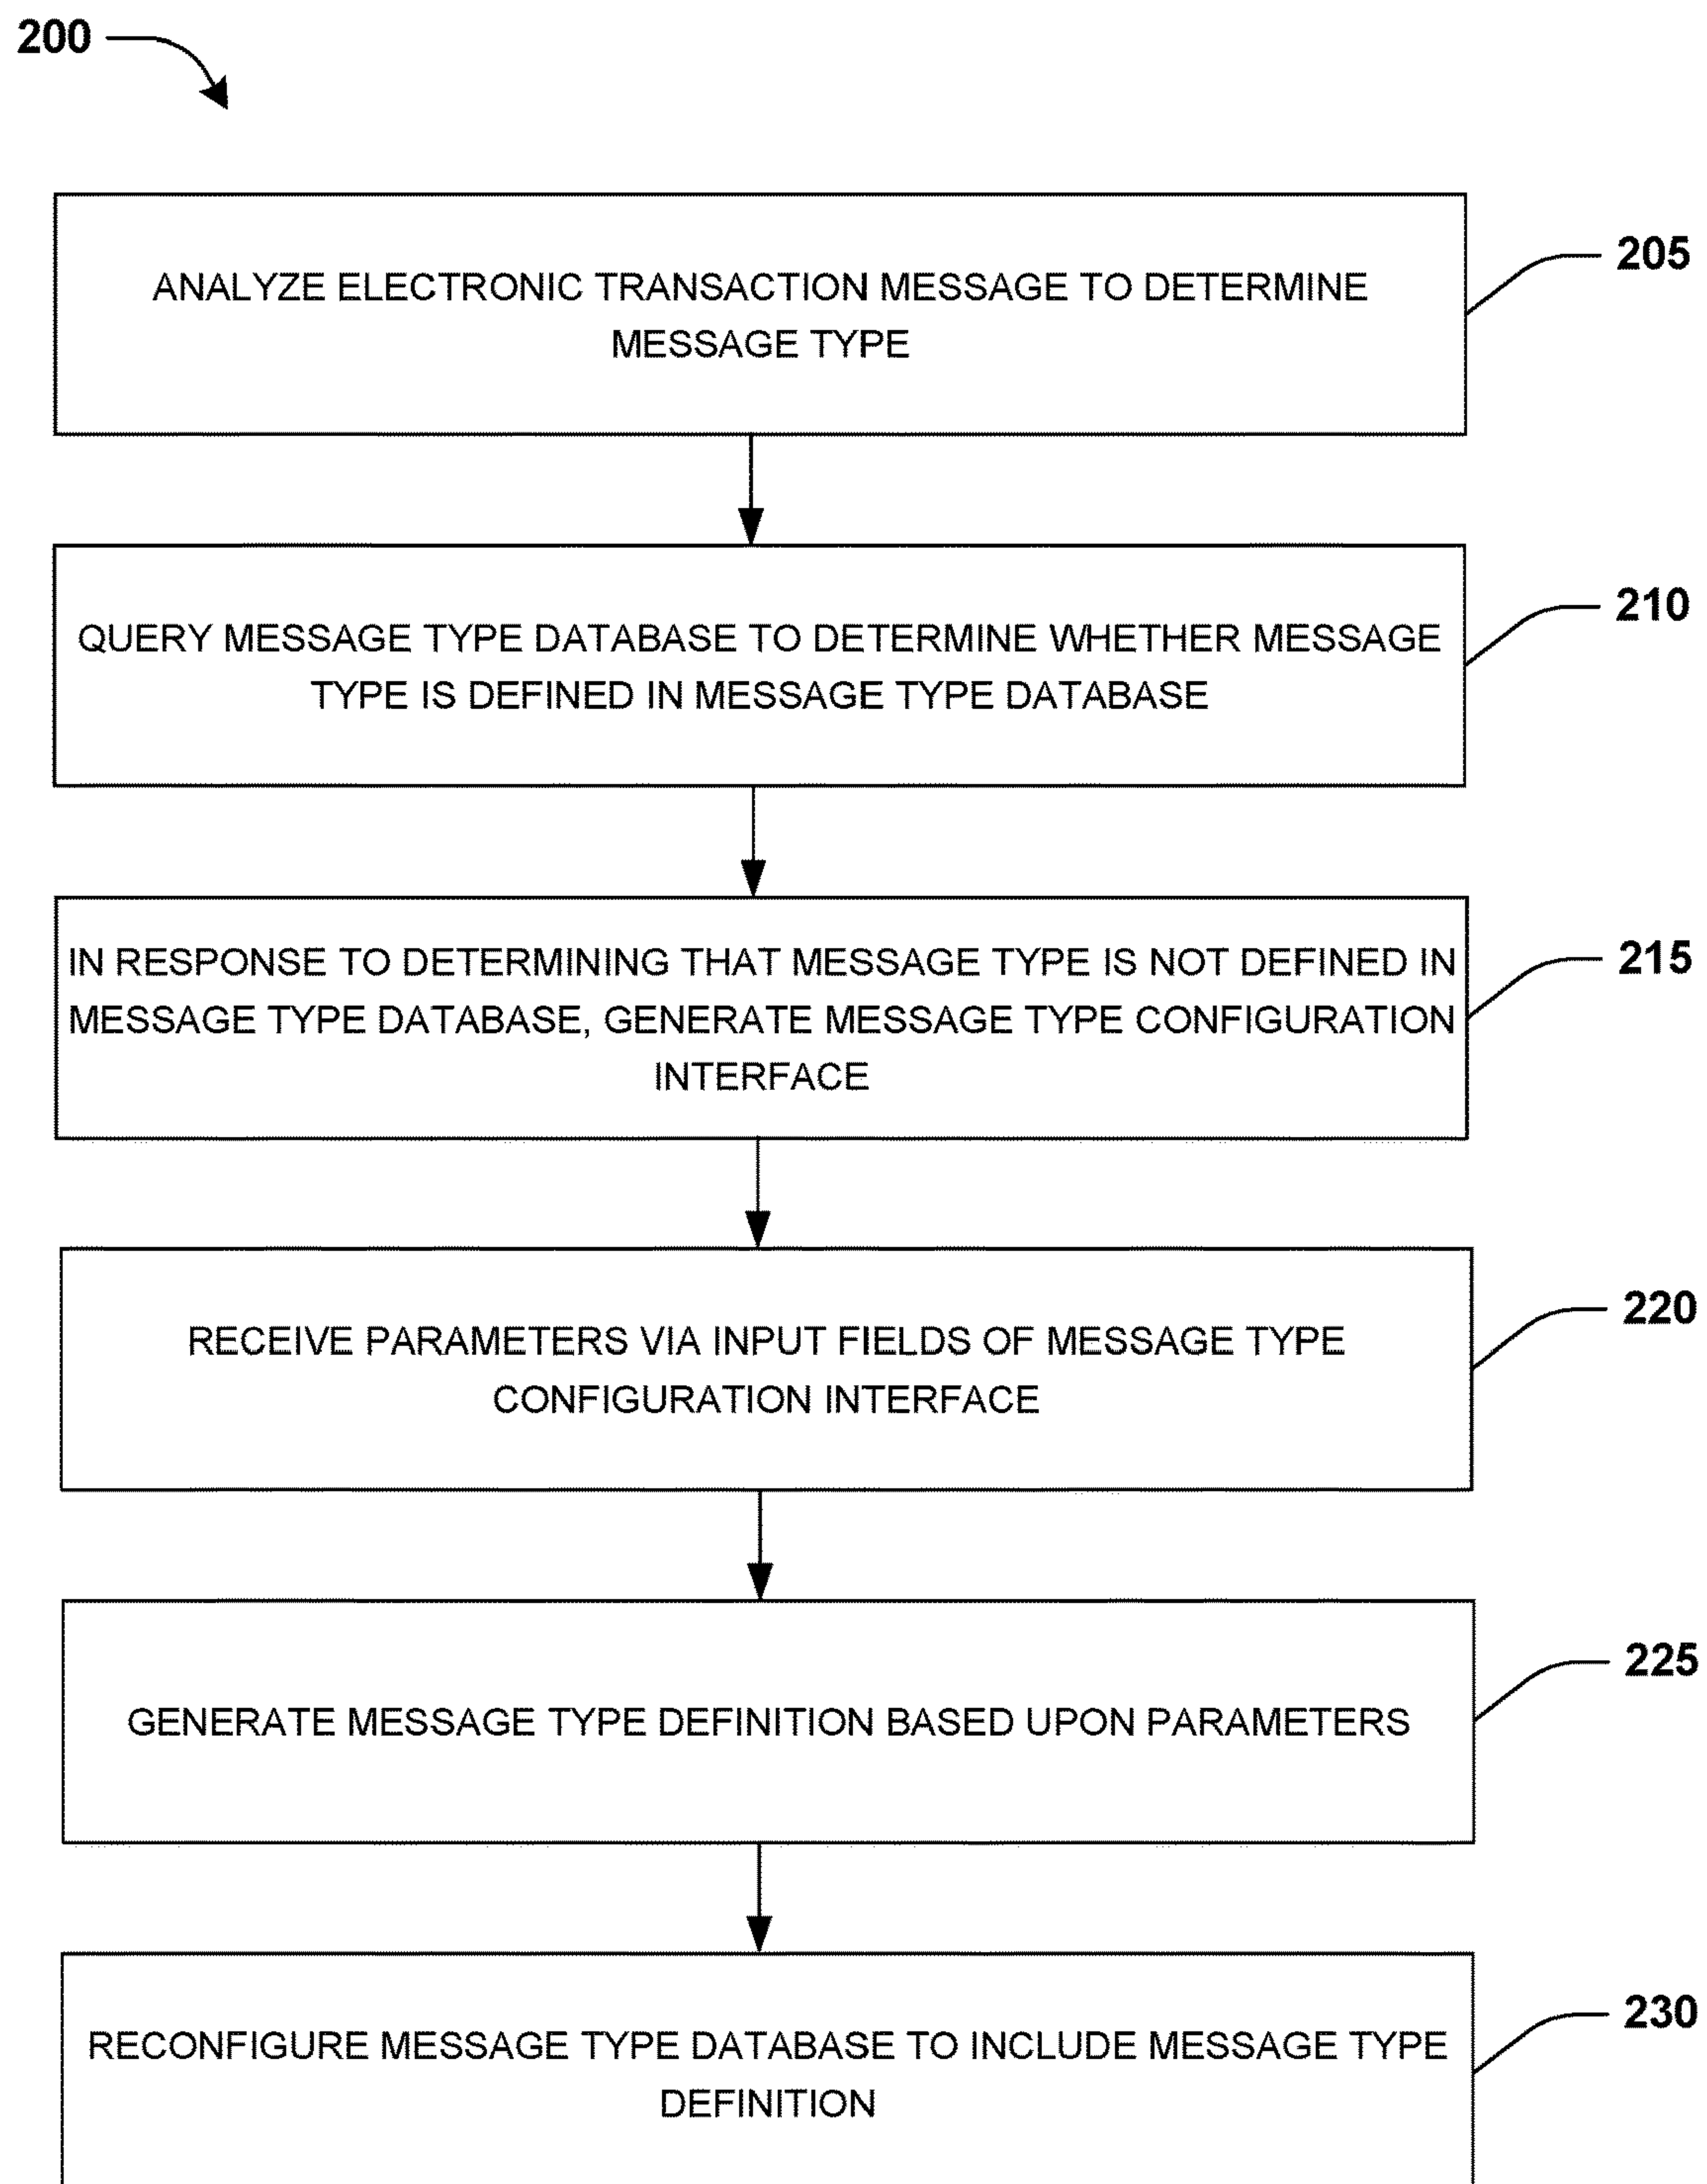 200
ANALYZE ELECTRONIC TRANSACTION MESSAGE TO DETERMINE
MESSAGE TYPE
205
QUERY MESSAGE TYPE DATABASE TO DETERMINE WHETHER MESSAGE
TYPE IS DEFINED IN MESSAGE TYPE DATABASE
210
IN RESPONSE TO DETERMINING THAT MESSAGE TYPE IS NOT DEFINED IN
MESSAGE TYPE DATABASE, GENERATE MESSAGE TYPE CONFIGURATION
INTERFACE
215
RECEIVE PARAMETERS VIA INPUT FIELDS OF MESSAGE TYPE
CONFIGURATION INTERFACE
220
GENERATE MESSAGE TYPE DEFINITION BASED UPON PARAMETERS
225
RECONFIGURE MESSAGE TYPE DATABASE TO INCLUDE MESSAGE TYPE
DEFINITION
230